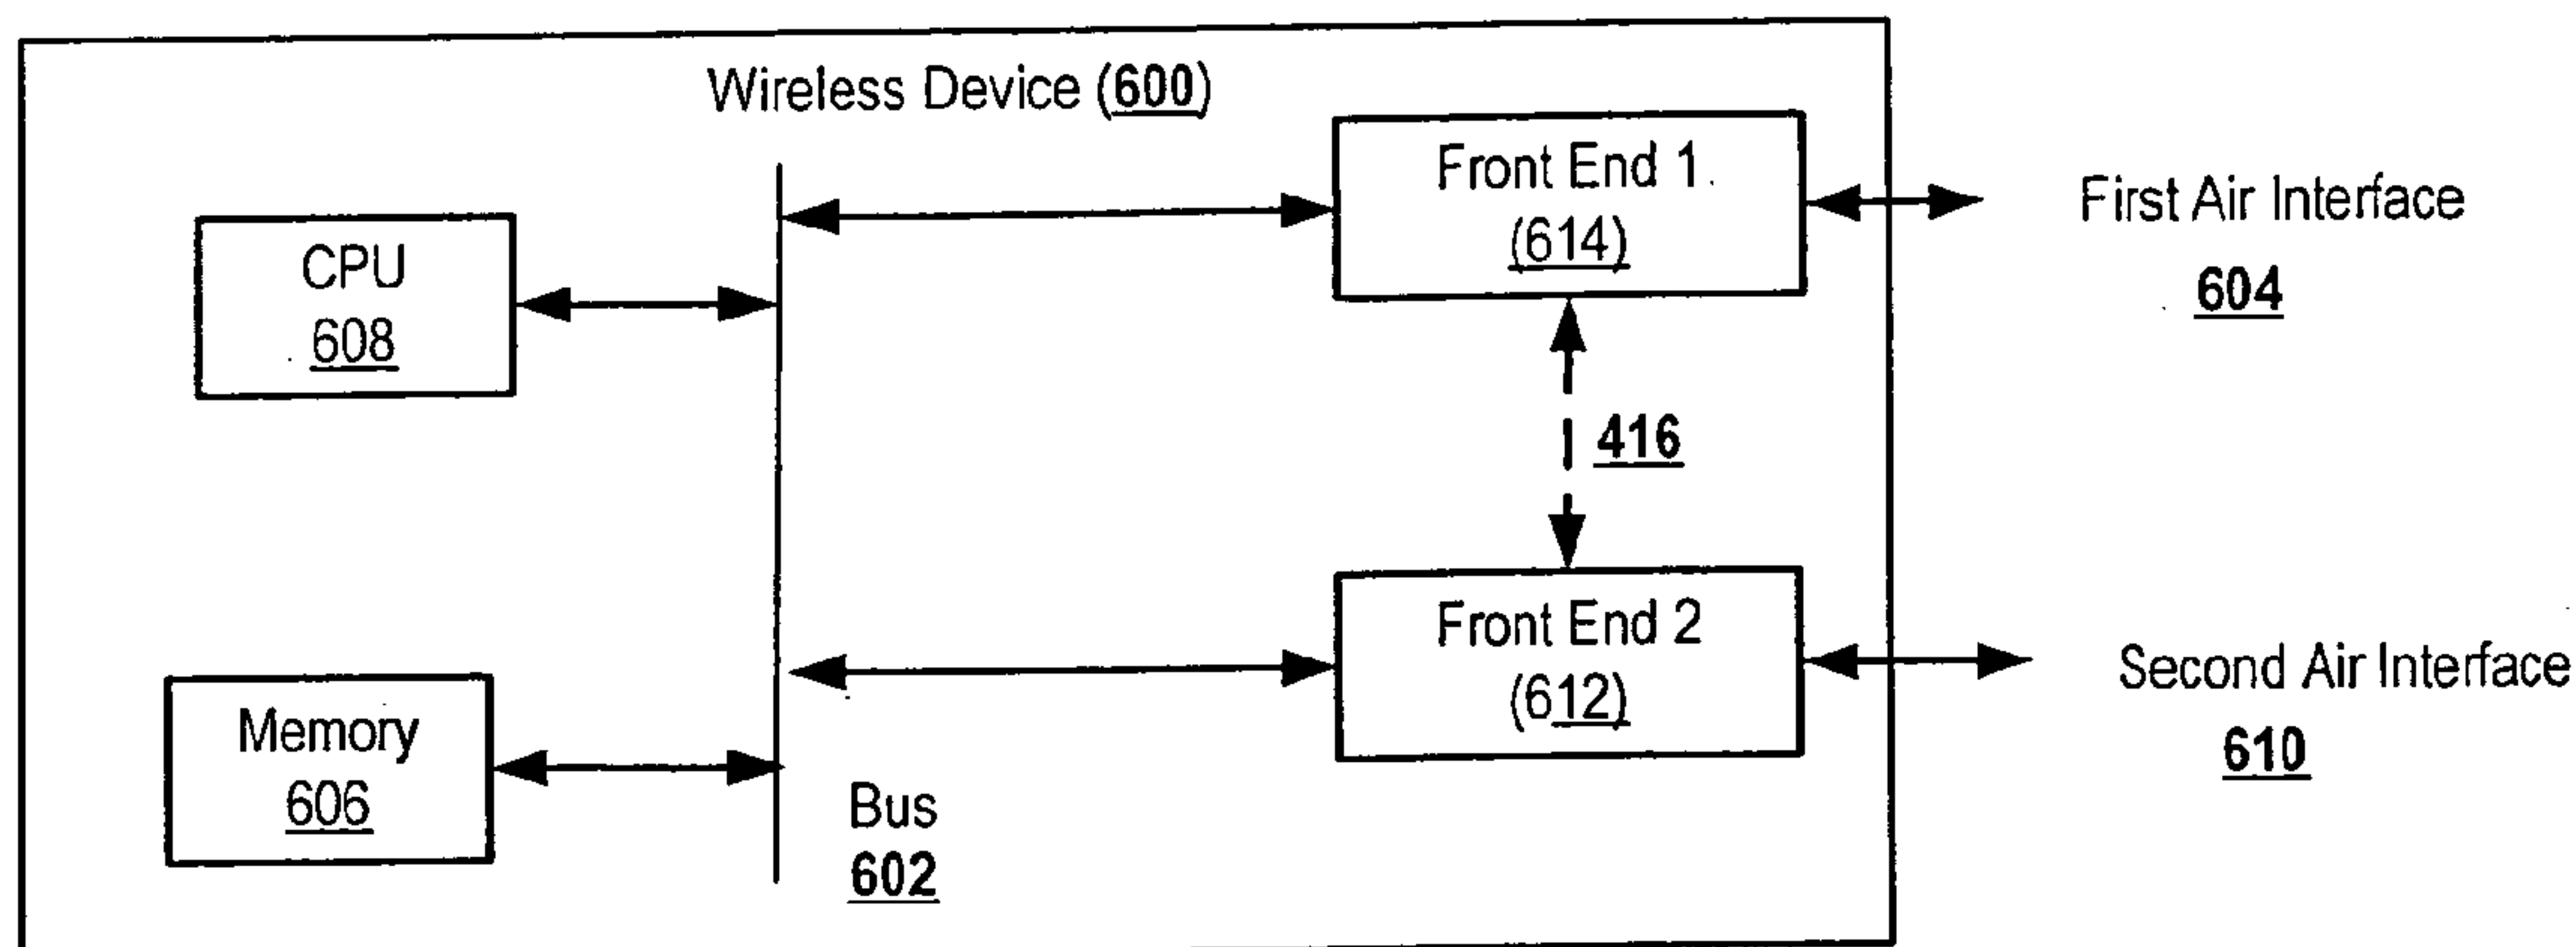 Wireless Device (600)
Front End 1
(614)
First Air Interface
604
CPU
608
416
Front End 2
(612)
Second Air Interface
610
Memory
606
Bus
602